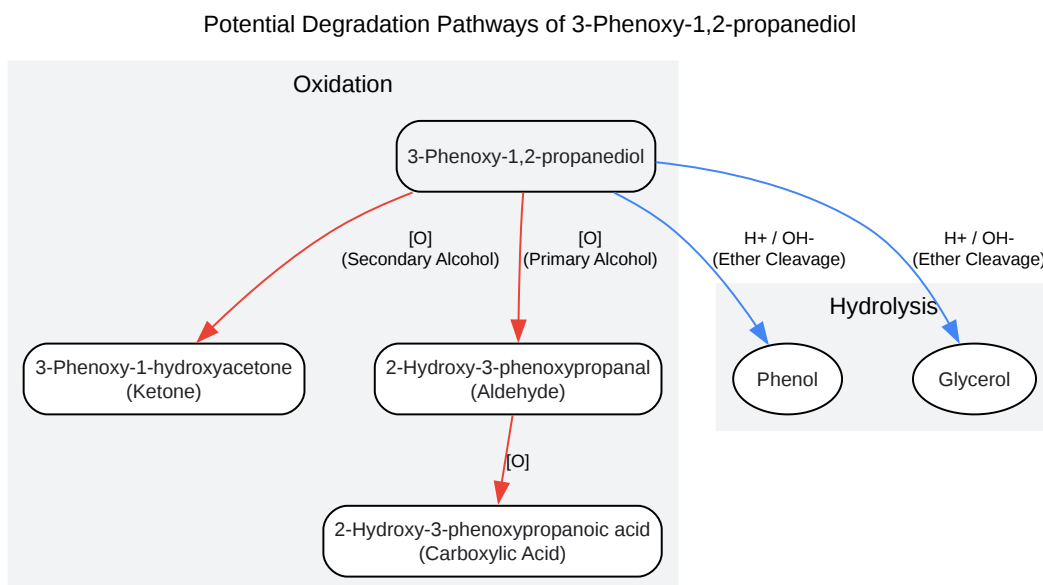 Potential Degradation Pathways of 3-Phenoxy-1,2-propanediol
Oxidation
3-Phenoxy-1,2-propanediol
[O]
(Secondary Alcohol)
[O]
(Primary Alcohol)
H+ / OH-
(Ether Cleavage)
H+ / OH-
(Ether Cleavage)
Hydrolysis
3-Phenoxy-1-hydroxyacetone
(Ketone)
2-Hydroxy-3-phenoxypropanal
(Aldehyde)
Phenol
Glycerol
[O]
2-Hydroxy-3-phenoxypropanoic acid
(Carboxylic Acid)